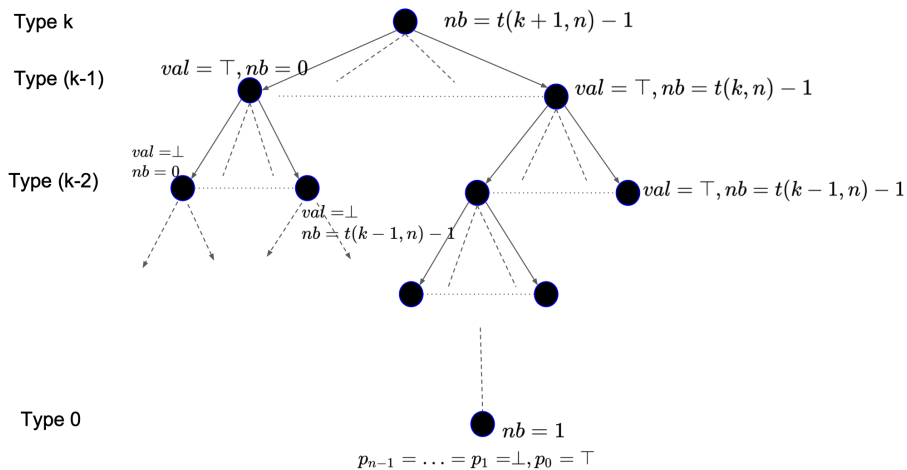 Type k
nb = t(k + 1, n) − 1
Type (k-1)
val = ⊤, nb = 0
val = ⊤, nb = t(k, n) − 1
val =⊥
nb = 0
Type (k-2)
val = ⊤, nb = t(k − 1, n) − 1
val =⊥
nb = t(k − 1, n) − 1
Type 0
nb = 1
p_{n−1} = … = p_1 =⊥, p_0 = ⊤